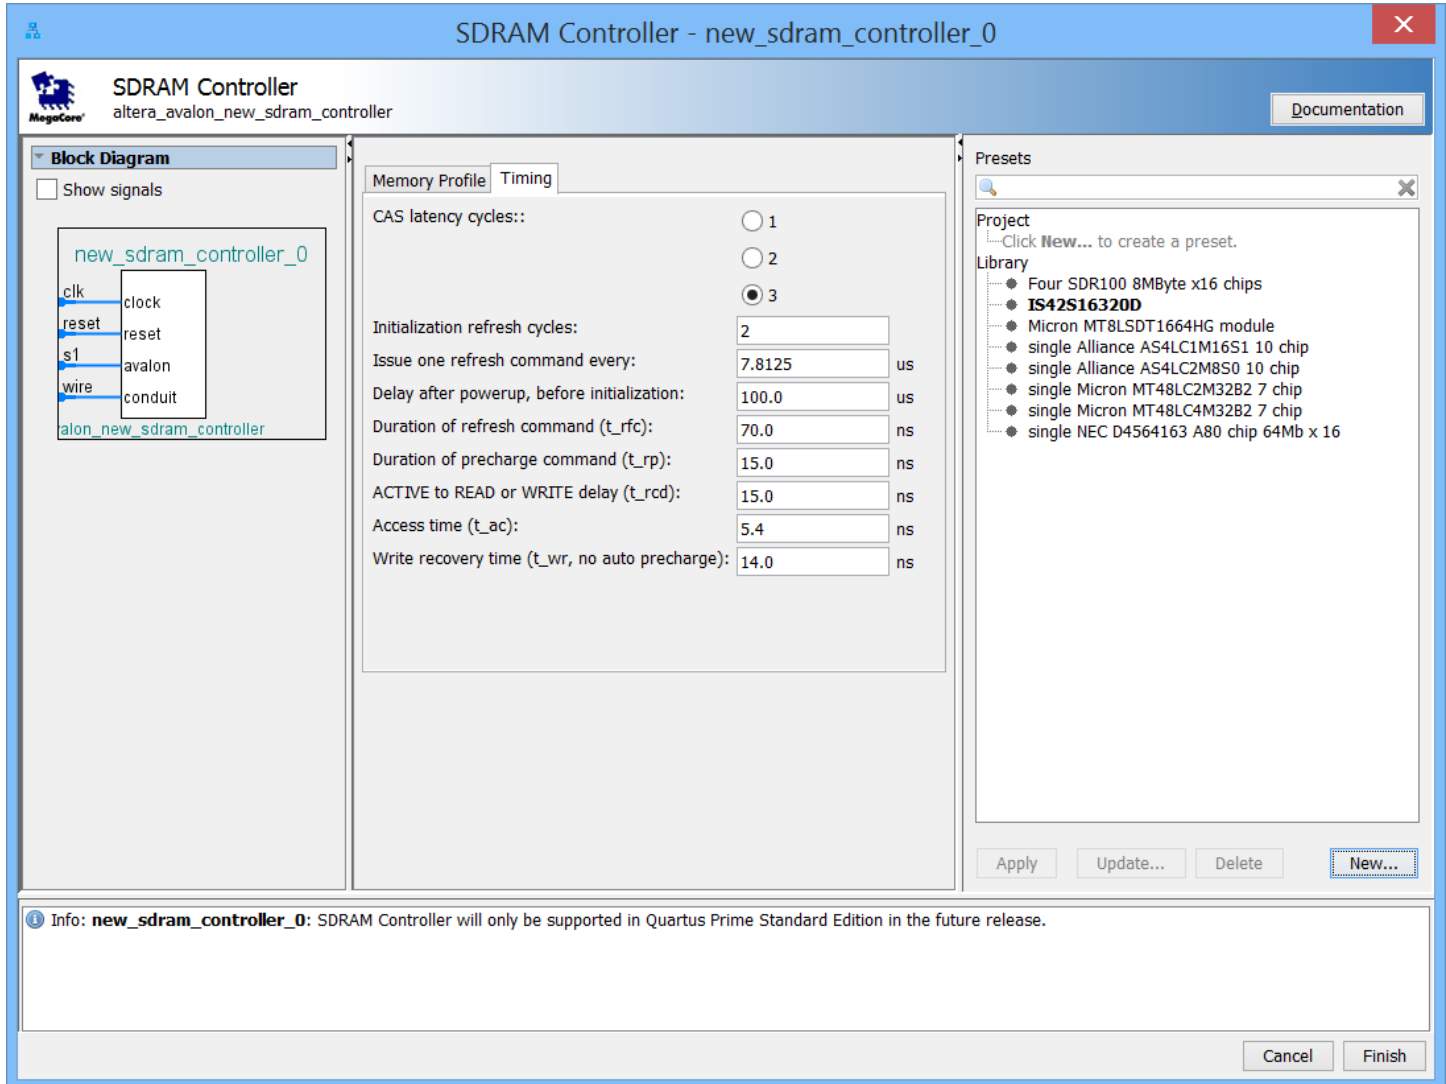 SDRAM Controller - new_sdram_controller_0
SDRAM Controller
altera_avalon_new_sdram_controller
MegaCore
Documentation
Block Diagram
Show signals
new_sdram_controller_0
clk
clock
reset
reset
s1
avalon
wire
conduit
alon_new_sdram_controller
Memory Profile
Timing
CAS latency cycles::
1
2
3
Initialization refresh cycles: 2
Issue one refresh command every: 7.8125 us
Delay after powerup, before initialization: 100.0 us
Duration of refresh command (t_rfc): 70.0 ns
Duration of precharge command (t_rp): 15.0 ns
ACTIVE to READ or WRITE delay (t_rcd): 15.0 ns
Access time (t_ac): 5.4 ns
Write recovery time (t_wr, no auto precharge): 14.0 ns
Presets
Project
Click New... to create a preset.
Library
Four SDR100 8MByte x16 chips
IS42S16320D
Micron MT8LSDT1664HG module
single Alliance AS4LC1M16S1 10 chip
single Alliance AS4LC2M8S0 10 chip
single Micron MT48LC2M32B2 7 chip
single Micron MT48LC4M32B2 7 chip
single NEC D4564163 A80 chip 64Mb x 16
Apply
Update...
Delete
New...
Info: new_sdram_controller_0: SDRAM Controller will only be supported in Quartus Prime Standard Edition in the future release.
Cancel
Finish